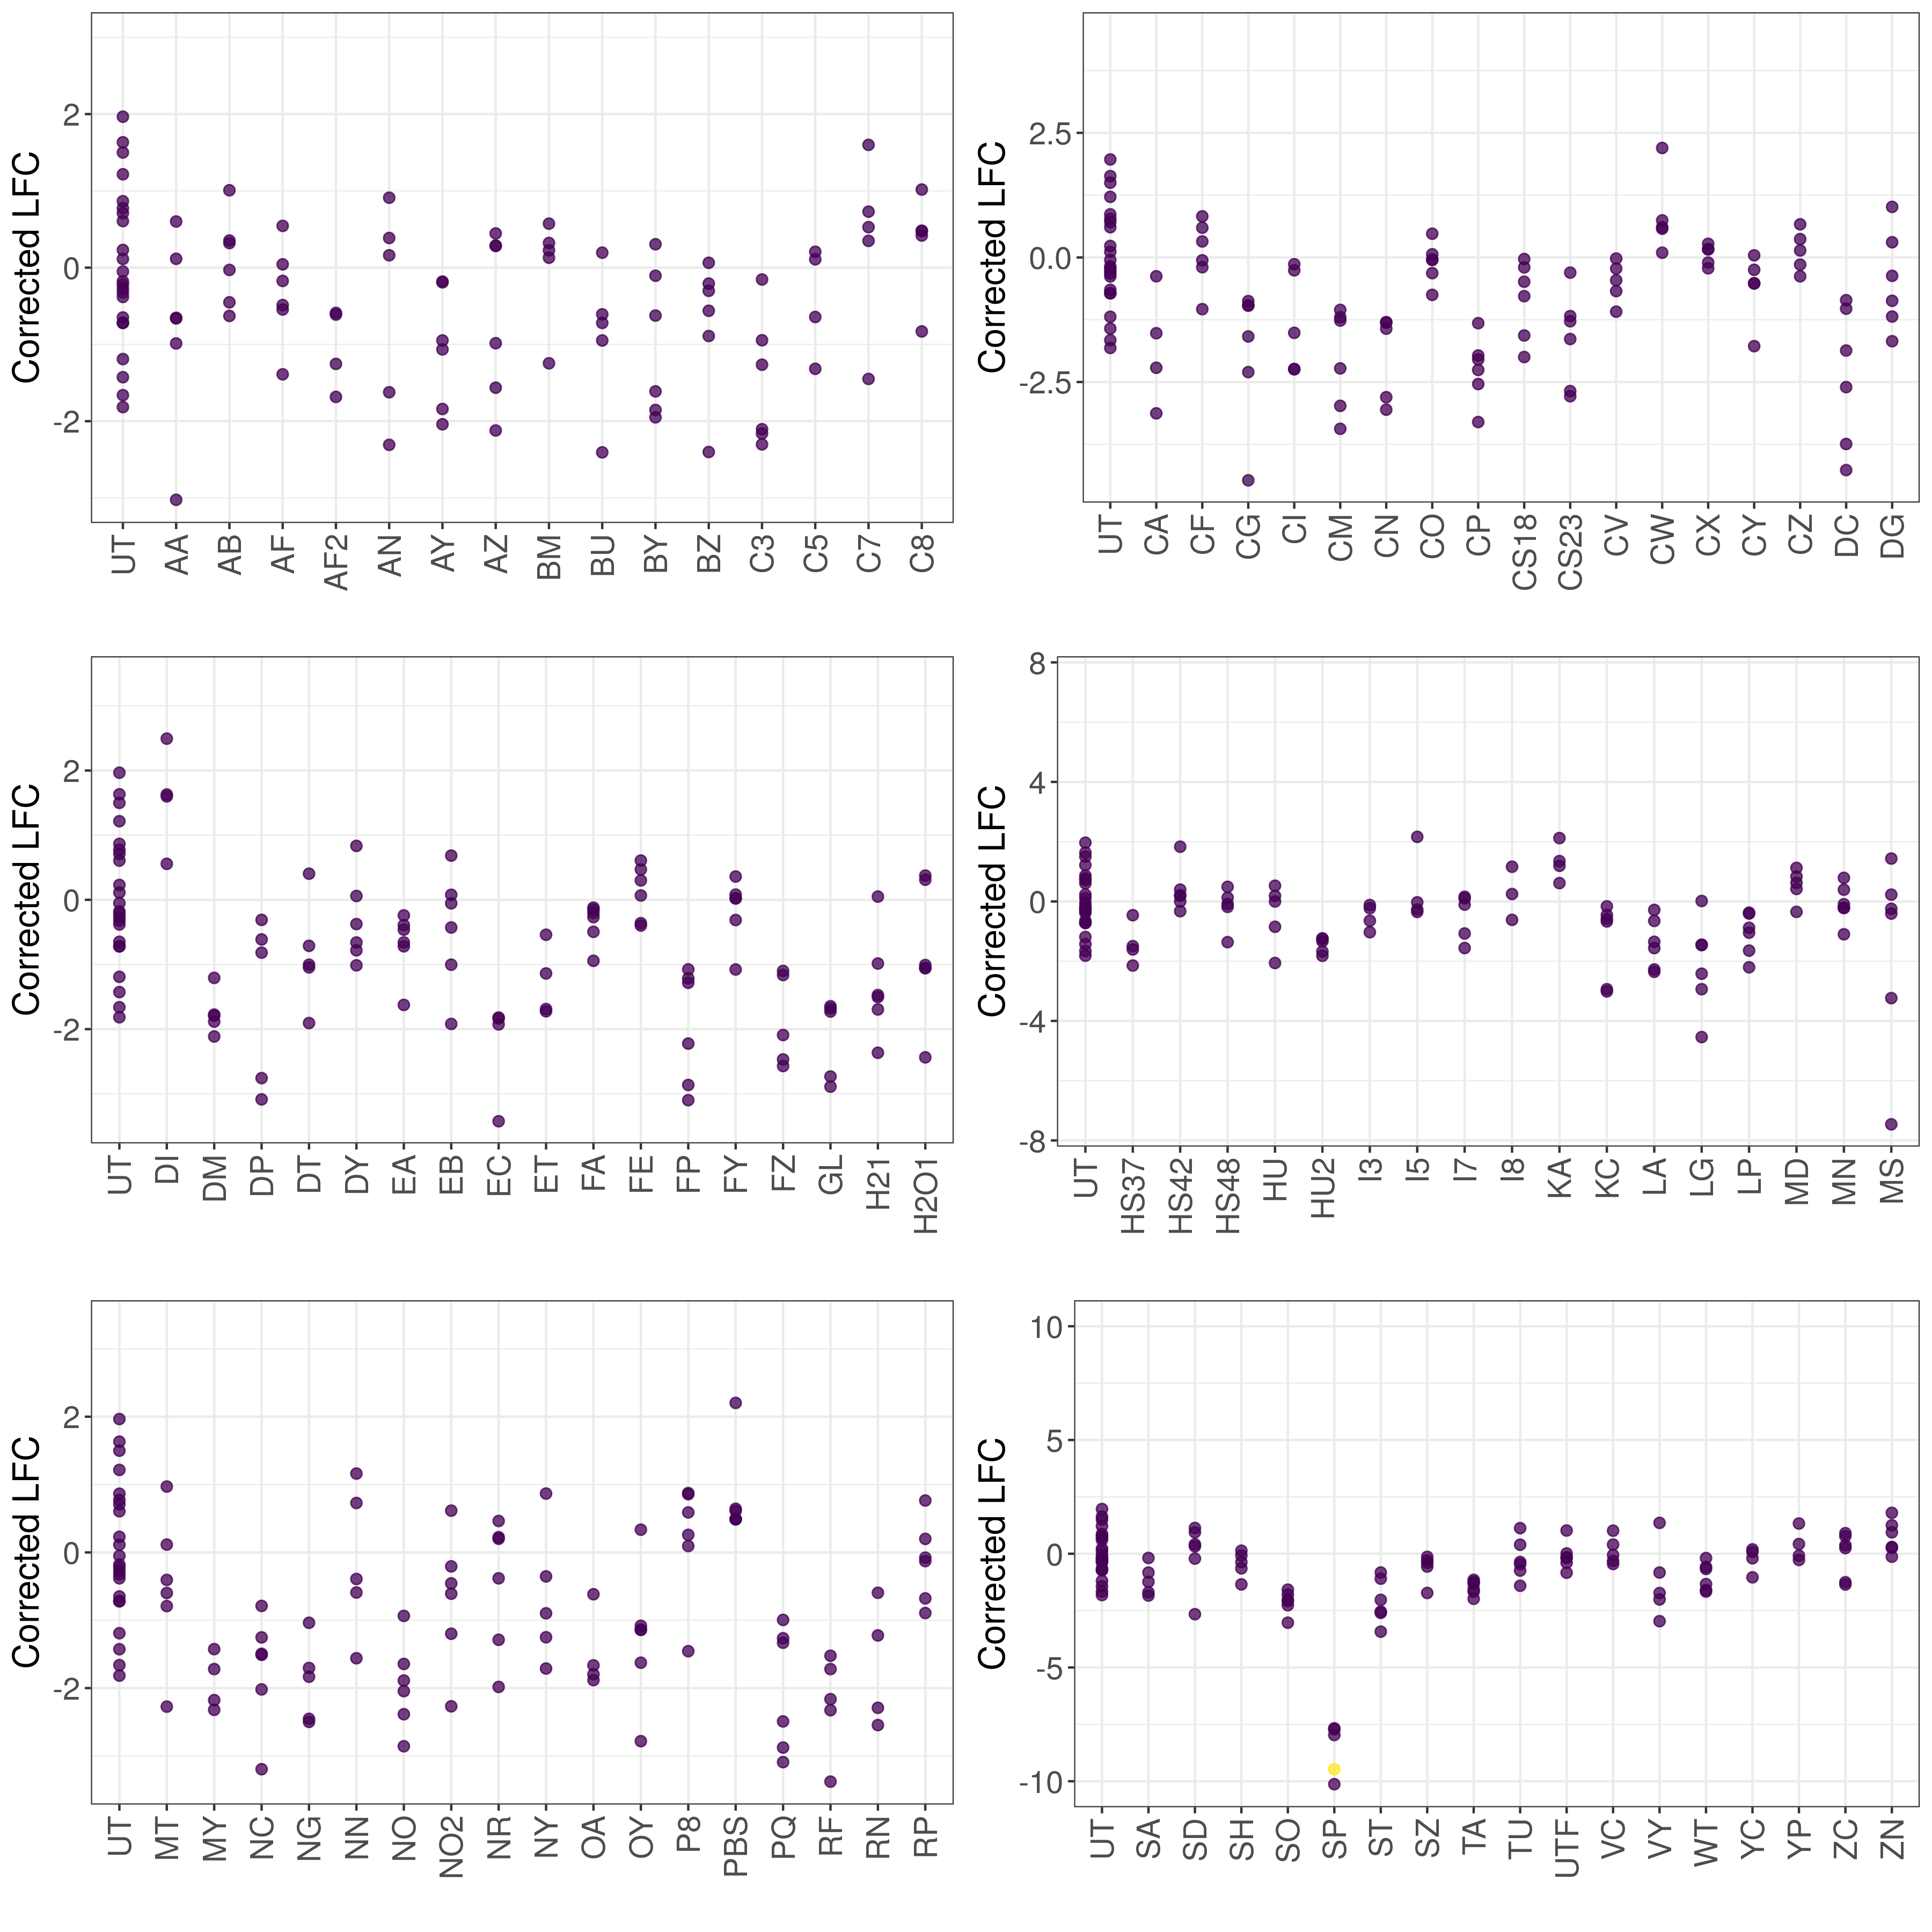 Corrected LFC
2
0
-2
UT AA AB AF AF2 AN AY AZ BM BU BY BZ C3 C5 C7 C8
Corrected LFC
2.5
0.0
-2.5
UT CA CF CG CI CM CN CO CP CS18 CS23 CV CW CX CY CZ DC DG
Corrected LFC
2
0
-2
UT DI DM DP DT DY EA EB EC ET FA FE FP FY FZ GL H21 H2O1
Corrected LFC
8
4
0
-4
-8
UT HS37 HS42 HS48 HU HU2 I3 I5 I7 I8 KA KC LA LG LP MD MN MS
Corrected LFC
2
0
-2
UT MT MY NC NG NN NO NO2 NR NY OA OY P8 PBS PQ RF RN RP
Corrected LFC
10
5
0
-5
-10
UT SA SD SH SO SP ST SZ TA TU UTF VC VY WT YC YP ZC ZN